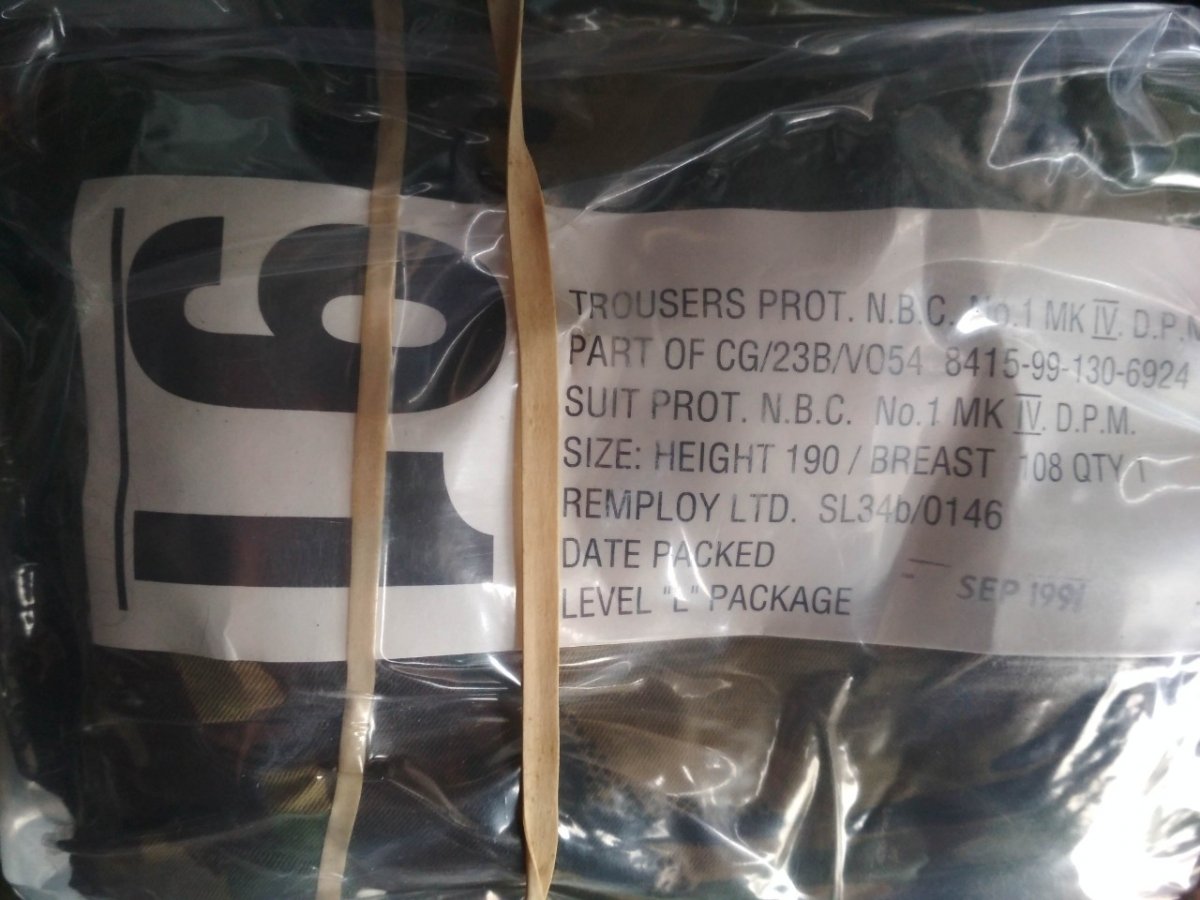 91
TROUSERS PROT. N.B.C. No.1 MK IV. D.P.M
PART OF CG/23B/VO54 8415-99-130-6924
SUIT PROT. N.B.C. No.1 MK IV. D.P.M.
SIZE: HEIGHT 190 / BREAST 108 QTY 1
REMPLOY LTD. SL34b/0146
DATE PACKED
SEP 1991
LEVEL "L" PACKAGE